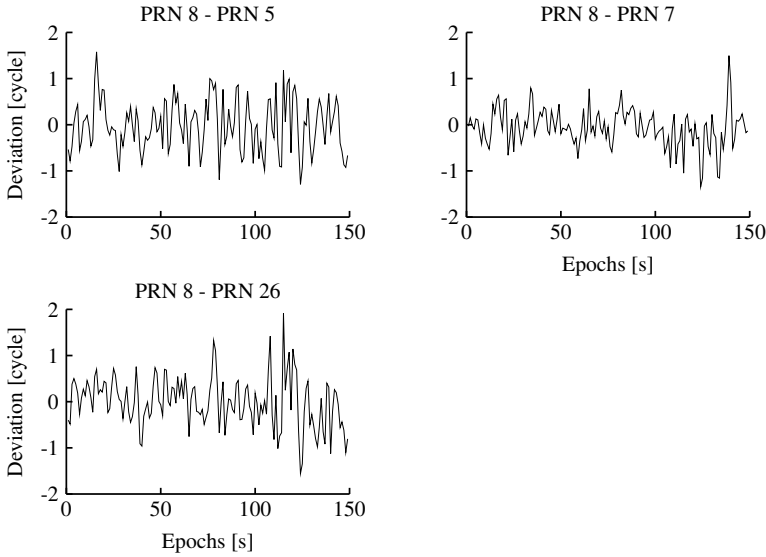 PRN 8 - PRN 5
2
1
0
-1
-2
Deviation [cycle]
0 50 100 150
PRN 8 - PRN 7
2
1
0
-1
-2
0 50 100 150
Epochs [s]
PRN 8 - PRN 26
2
1
0
-1
-2
Deviation [cycle]
0 50 100 150
Epochs [s]